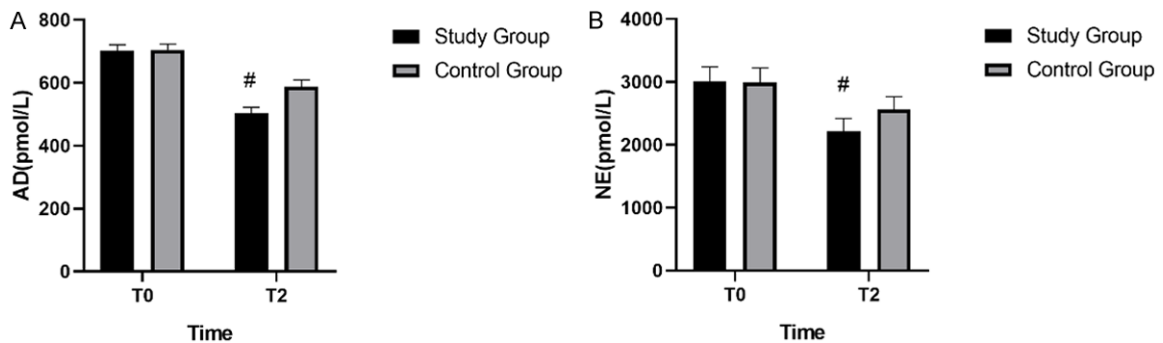 A
AD(pmol/L)
800
600
400
200
0
#
T0
T2
Time
Study Group
Control Group
B
NE(pmol/L)
4000
3000
2000
1000
0
#
T0
T2
Time
Study Group
Control Group